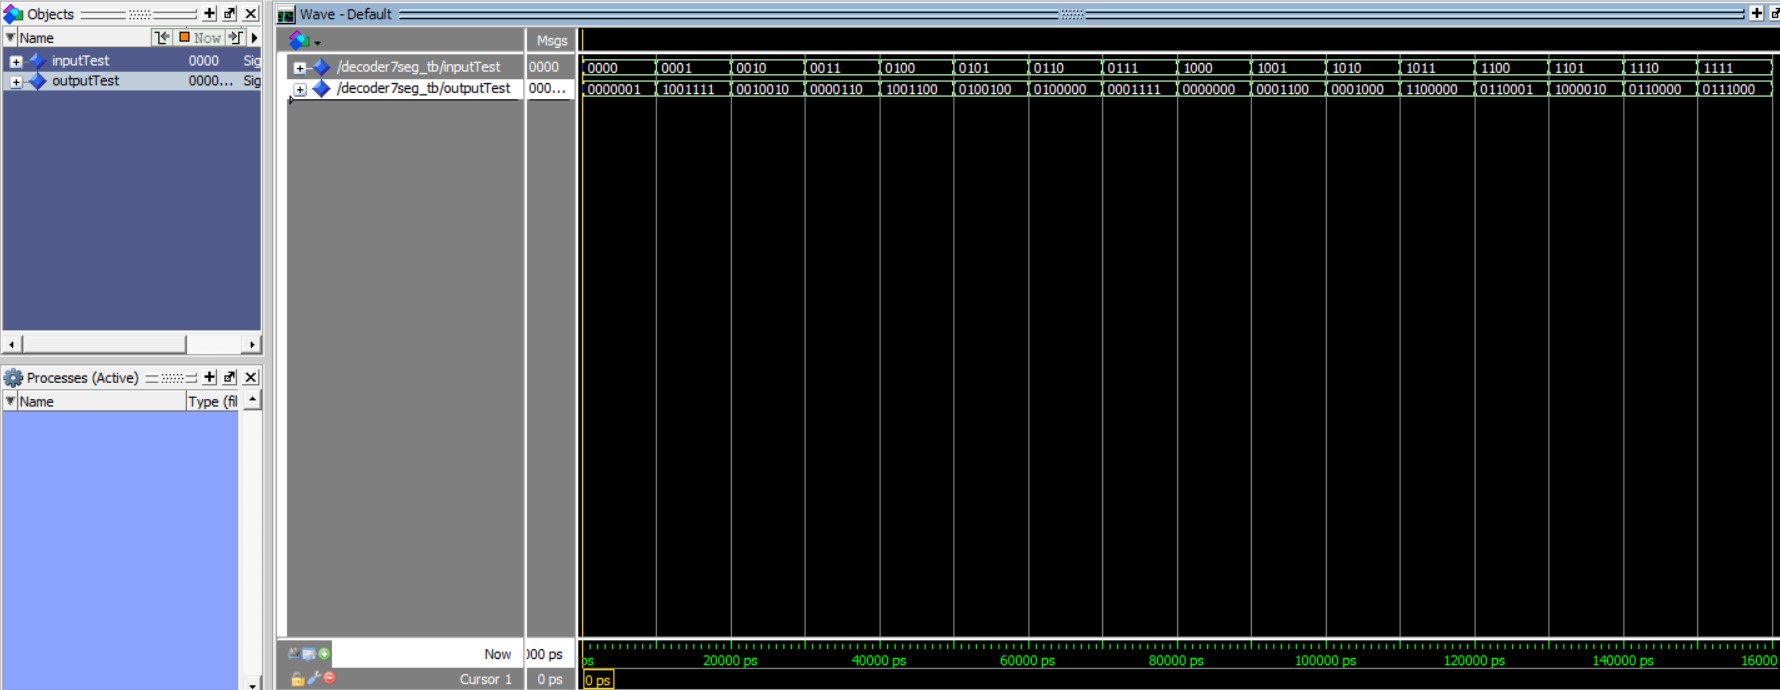 Objects
Name Now
inputTest 0000 Sig
outputTest 0000... Sig
Processes (Active)
Name Type (fil
Wave - Default
Msgs
/decoder7seg_tb/inputTest 0000 0000 0001 0010 0011 0100 0101 0110 0111 1000 1001 1010 1011 1100 1101 1110 1111
/decoder7seg_tb/outputTest 000... 0000001 1001111 0010010 0000110 1001100 0100100 0100000 0001111 0000000 0001100 0001000 1100000 0110001 1000010 0110000 0111000
Now 000 ps ps 20000 ps 40000 ps 60000 ps 80000 ps 100000 ps 120000 ps 140000 ps 16000
Cursor 1 0 ps 0 ps